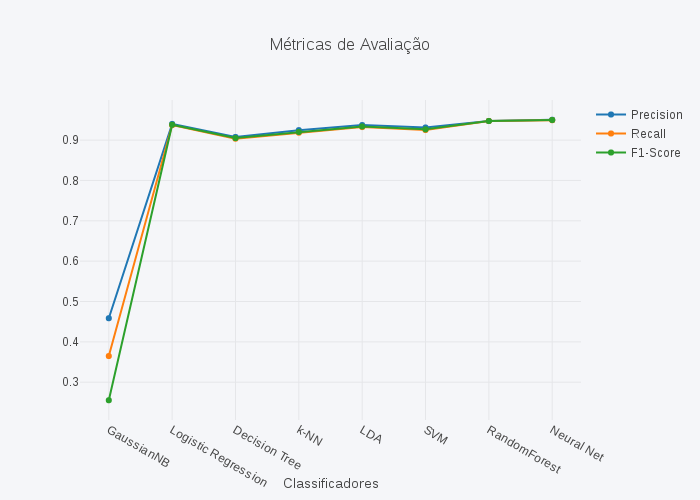 Métricas de Avaliação
Precision
Recall
F1-Score
0.9
0.8
0.7
0.6
0.5
0.4
0.3
GaussianNB
Logistic Regression
Decision Tree
k-NN
LDA
SVM
RandomForest
Neural Net
Classificadores